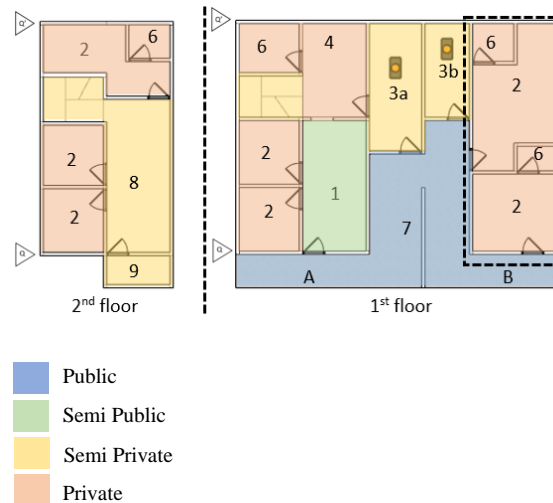 Q'
2
6
2
8
2
Q
9
2nd floor
Q'
6
4
3a
3b
6
2
2
1
6
2
7
2
Q
A
B
1st floor
Public
Semi Public
Semi Private
Private